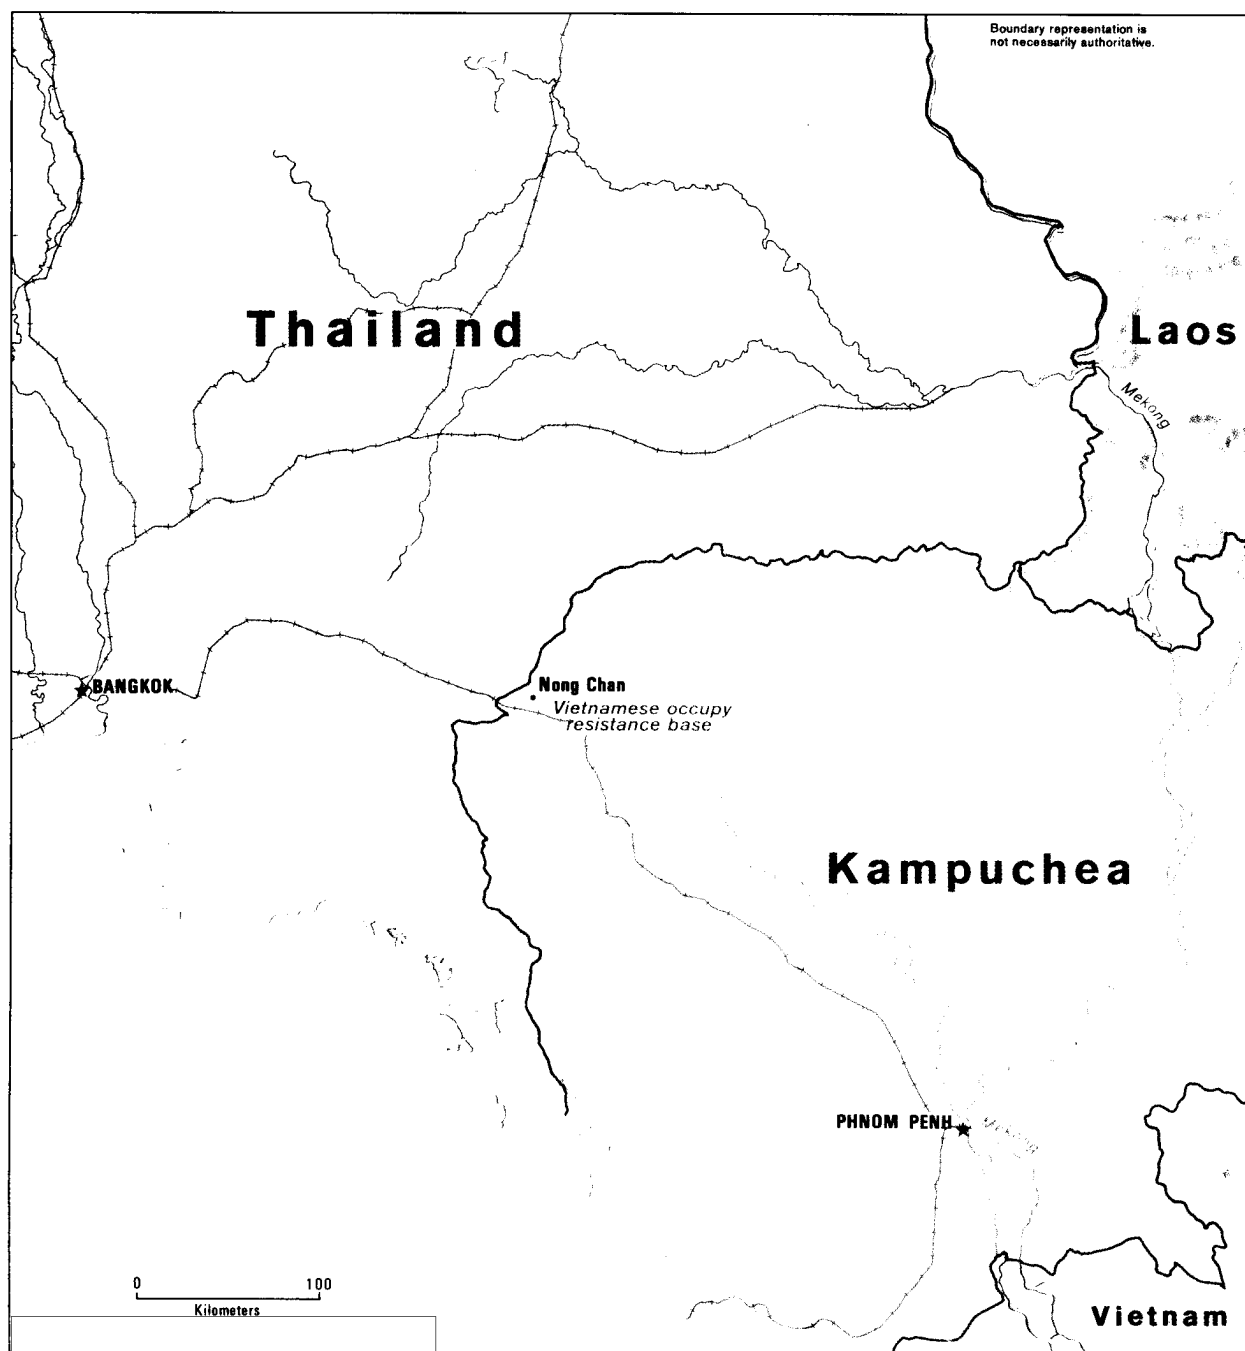 Boundary representation is
not necessarily authoritative.
Thailand
Laos
Mekong
BANGKOK
Nong Chan
Vietnamese occupy
resistance base
Kampuchea
PHNOM PENH
Mekong
0 100
Kilometers
Vietnam